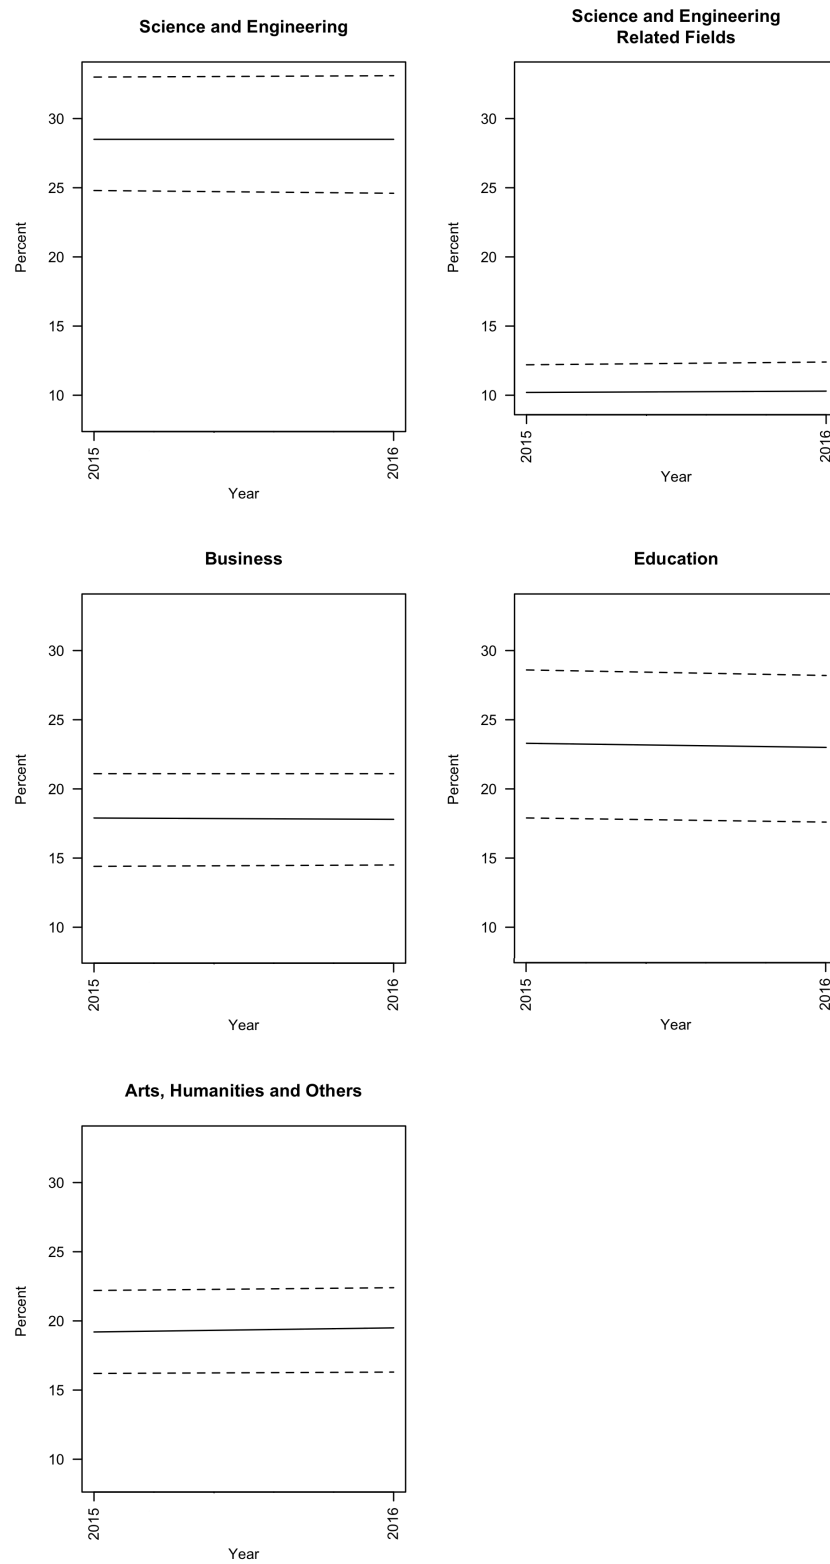 Science and Engineering
Percent
30
25
20
15
10
2015
2016
Year
Science and Engineering
Related Fields
Percent
30
25
20
15
10
2015
2016
Year
Business
Percent
30
25
20
15
10
2015
2016
Year
Education
Percent
30
25
20
15
10
2015
2016
Year
Arts, Humanities and Others
Percent
30
25
20
15
10
2015
2016
Year